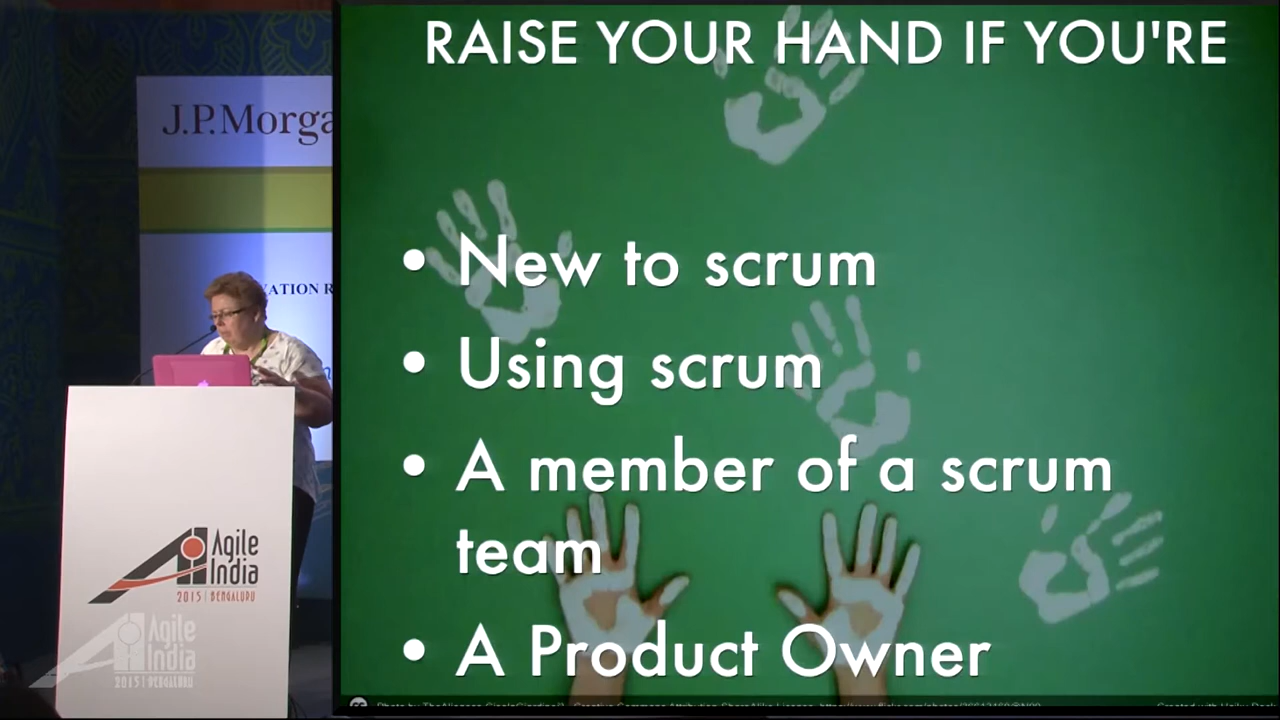 J.P.Morga
VATION R
Agile
India
2015 | BENGALURU
Agile
India
2015 | BENGALURU
RAISE YOUR HAND IF YOU'RE
• New to scrum
• Using scrum
• A member of a scrum
team
• A Product Owner